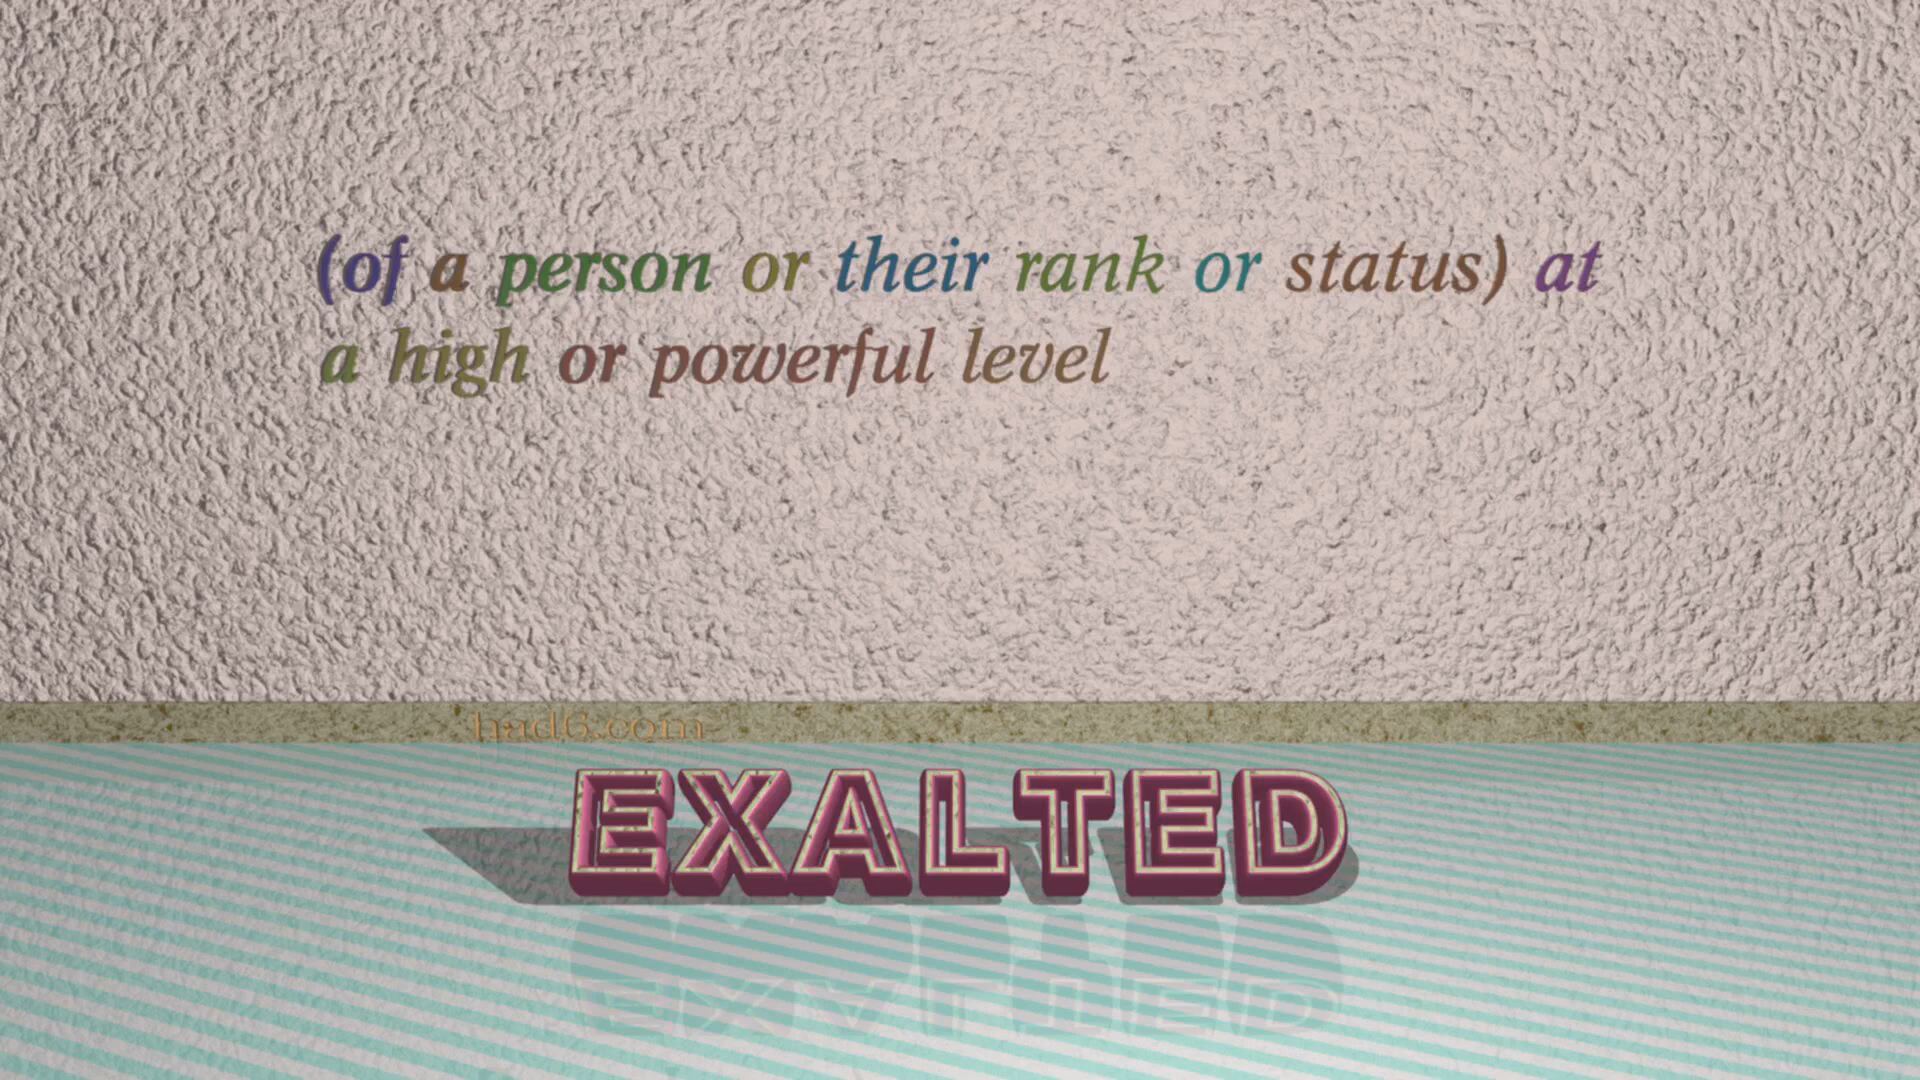 (of a person or their rank or status) at
a high or powerful level
had6.com
EXALTED